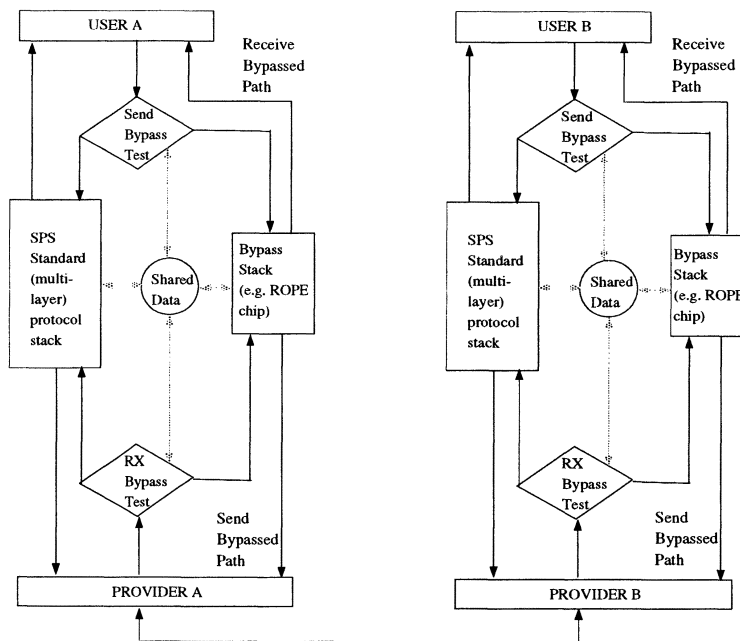 USER A
Receive
Bypassed
Path
Send
Bypass
Test
SPS
Standard
(multi-
layer)
protocol
stack
Shared
Data
Bypass
Stack
(e.g. ROPE
chip)
RX
Bypass
Test
Send
Bypassed
Path
PROVIDER A
USER B
Receive
Bypassed
Path
Send
Bypass
Test
SPS
Standard
(multi-
layer)
protocol
stack
Shared
Data
Bypass
Stack
(e.g. ROPE
chip)
RX
Bypass
Test
Send
Bypassed
Path
PROVIDER B